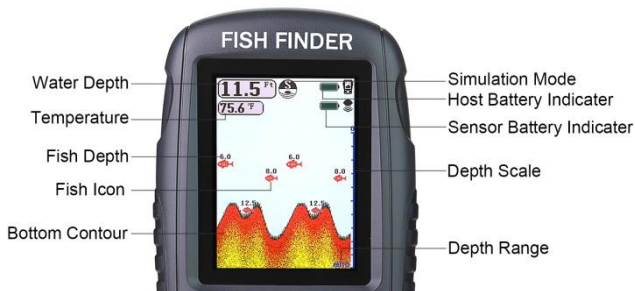 FISH FINDER
Water Depth
11.5 Ft
S
Simulation Mode
Host Battery Indicater
75.6 °F
Temperature
Sensor Battery Indicater
Fish Depth
6.0
6.0
Depth Scale
8.0
8.0
Fish Icon
12.5
12.5
Bottom Contour
Depth Range
AUTO